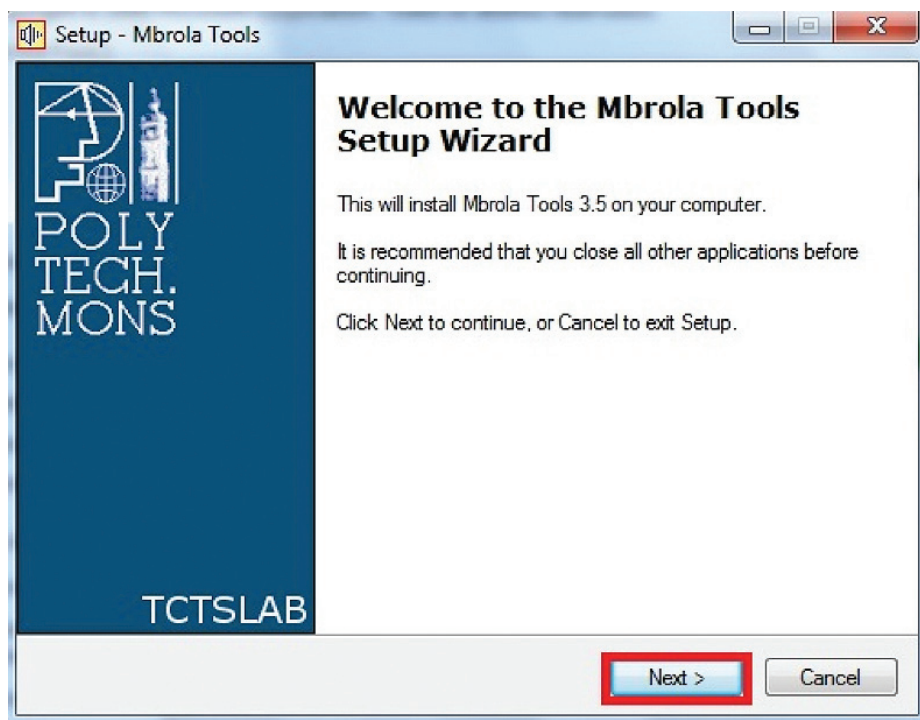 Setup - Mbrola Tools
POLY
TECH.
MONS
TCTSLAB
Welcome to the Mbrola Tools
Setup Wizard
This will install Mbrola Tools 3.5 on your computer.
It is recommended that you close all other applications before
continuing.
Click Next to continue, or Cancel to exit Setup.
Next >
Cancel